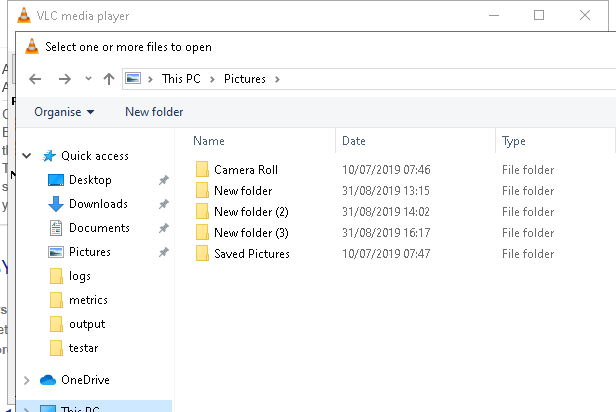 VLC media player
Select one or more files to open
This PC > Pictures >
Organise New folder
Name Date Type
Quick access
Desktop
Downloads
Documents
Pictures
logs
metrics
output
testar
OneDrive
This PC
Camera Roll 10/07/2019 07:46 File folder
New folder 31/08/2019 13:15 File folder
New folder (2) 31/08/2019 14:02 File folder
New folder (3) 31/08/2019 16:17 File folder
Saved Pictures 10/07/2019 07:47 File folder